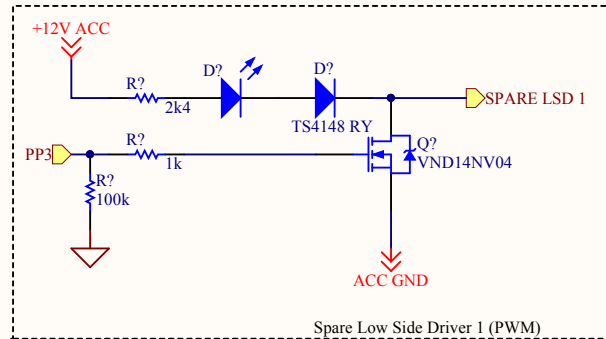 +12V ACC
R?
2k4
D?
D?
TS4148 RY
SPARE LSD 1
PP3
R?
1k
Q?
VND14NV04
R?
100k
ACC GND
Spare Low Side Driver 1 (PWM)